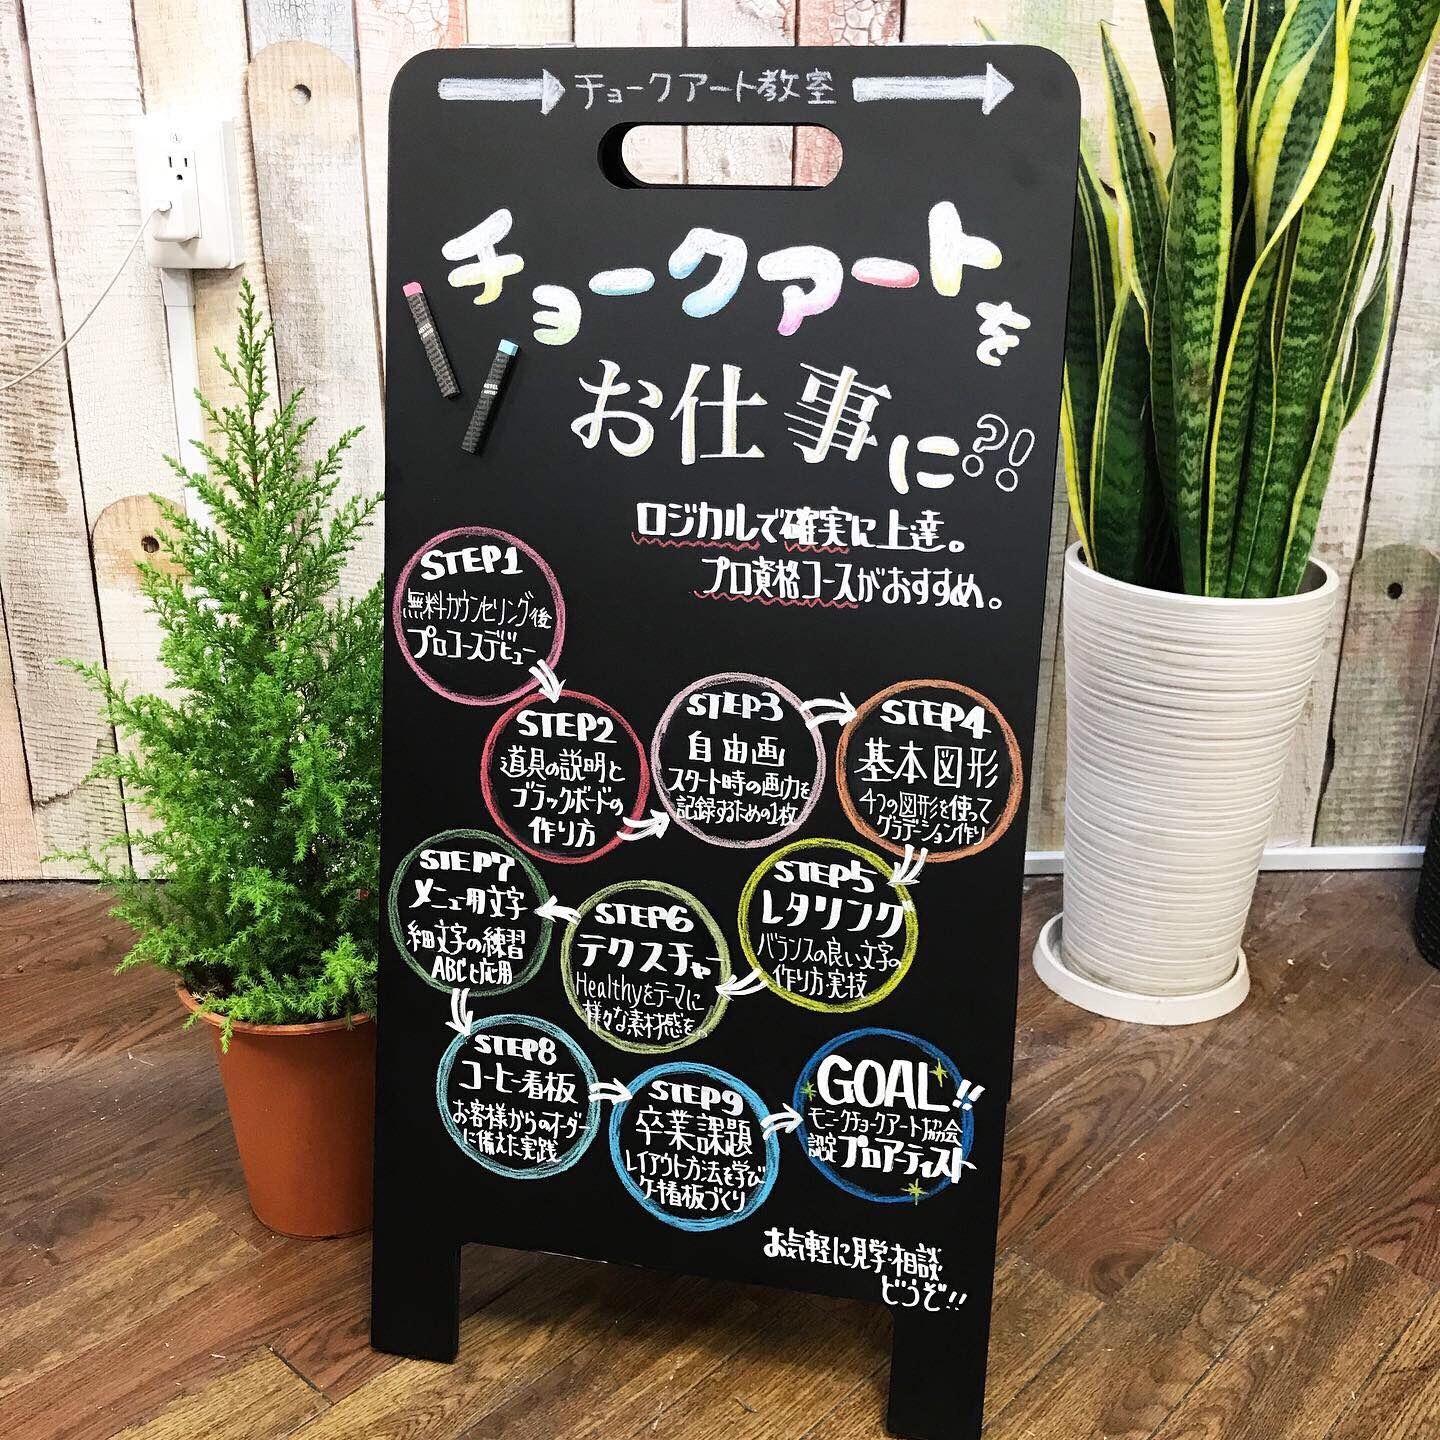 チョークアート教室
チョークアートを
お仕事に?!
ロジカルで確実に上達。
プロ資格コースがおすすめ。
STEP1
無料カウンセリング後
プロコースデビュー
STEP2
道具の説明と
ブラックボードの
作り方
STEP3
自由画
スタート時の画力を
記録するための1枚
STEP4
基本図形
4つの図形を使って
グラデーション作り
STEP5
レタリング
バランスの良い文字の
作り方・実技
STEP6
テクスチャー
Healthyをテーマに
様々な素材感を。
STEP7
メニュー用文字
細文字の練習
ABCと応用
STEP8
コーヒー看板
お客様からのオーダー
に備えた実践
STEP9
卒業課題
レイアウト方法を学び
ケーキ看板づくり
GOAL!!
モニークチョークアート協会
認定プロアーティスト
お気軽に見学・相談
どうぞ!!